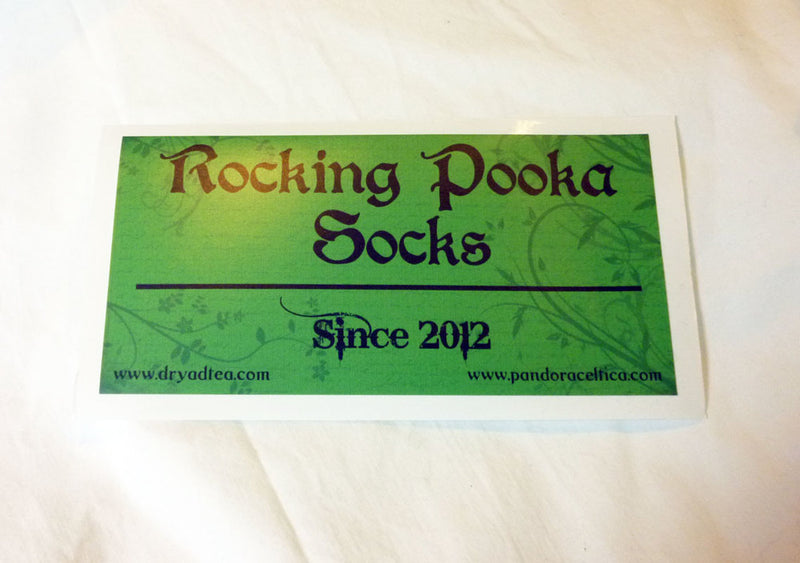 Rocking Pooka
Socks
Since 2012
www.dryadtea.com
www.pandoraceltica.com